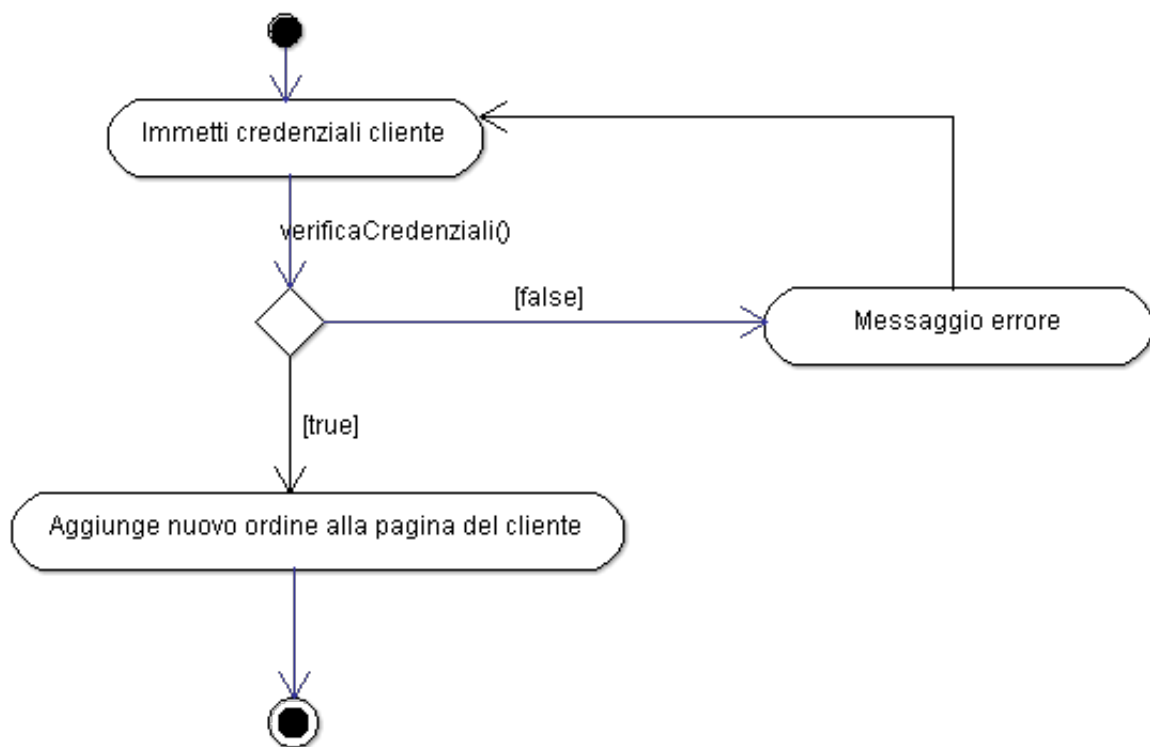 Immetti credenziali cliente
verificaCredenziali()
[false]
Messaggio errore
[true]
Aggiunge nuovo ordine alla pagina del cliente